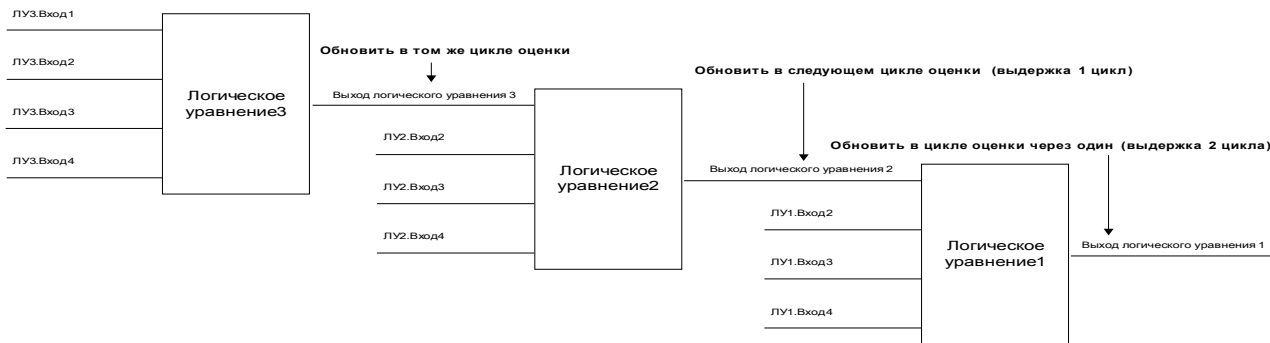 ЛУ3.Вход1
ЛУ3.Вход2
ЛУ3.Вход3
ЛУ3.Вход4
Логическое
уравнение3
Обновить в том же цикле оценки
Выход логического уравнения 3
ЛУ2.Вход2
ЛУ2.Вход3
ЛУ2.Вход4
Логическое
уравнение2
Обновить в следующем цикле оценки (выдержка 1 цикл)
Выход логического уравнения 2
ЛУ1.Вход2
ЛУ1.Вход3
ЛУ1.Вход4
Логическое
уравнение1
Обновить в цикле оценки через один (выдержка 2 цикла)
Выход логического уравнения 1